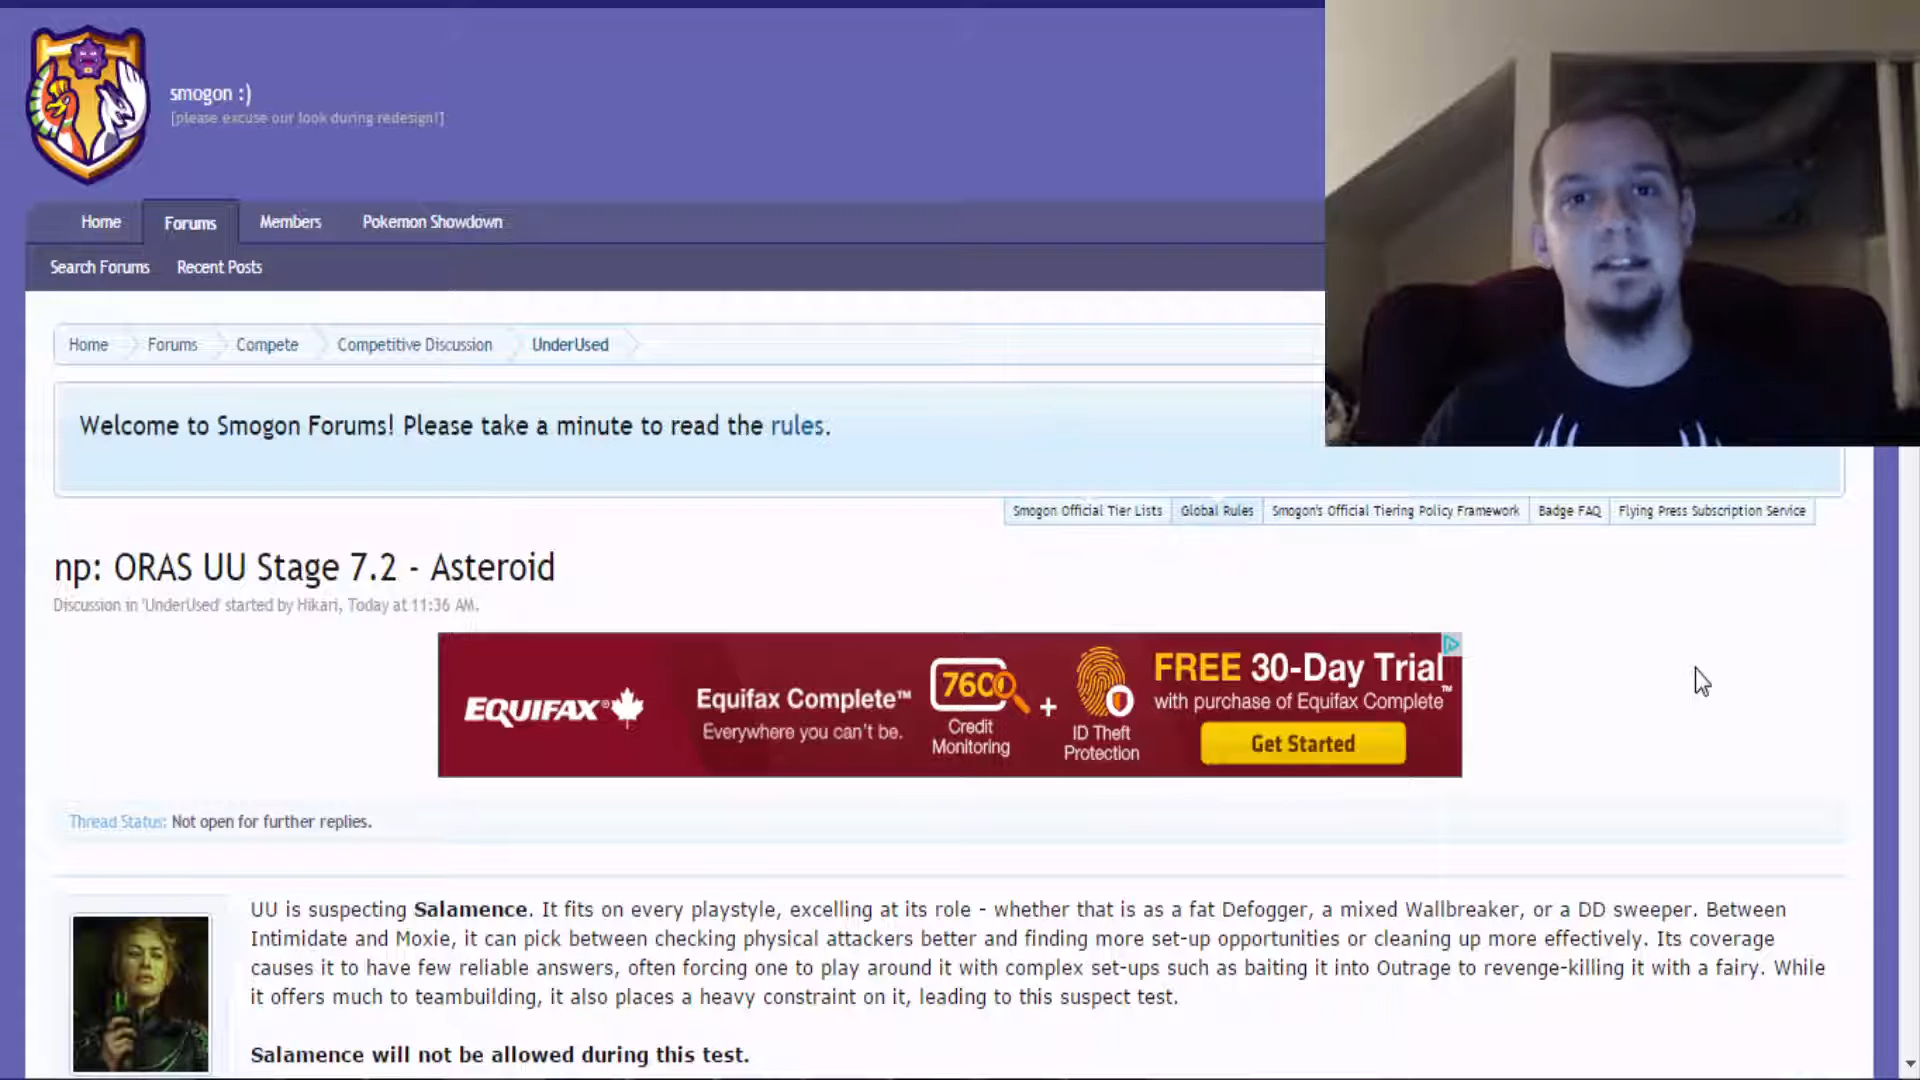 smogon :)
[please excuse our look during redesign!]
Home Forums Members Pokemon Showdown
Search Forums Recent Posts
Home Forums Compete Competitive Discussion UnderUsed
Welcome to Smogon Forums! Please take a minute to read the rules.
Smogon Official Tier Lists Global Rules Smogon's Official Tiering Policy Framework Badge FAQ Flying Press Subscription Service
np: ORAS UU Stage 7.2 - Asteroid
Discussion in 'UnderUsed' started by Hikari, Today at 11:36 AM.
EQUIFAX®
Equifax Complete™
Everywhere you can't be.
760
Credit
Monitoring
+
ID Theft
Protection
FREE 30-Day Trial
with purchase of Equifax Complete™
Get Started
Thread Status: Not open for further replies.
UU is suspecting Salamence. It fits on every playstyle, excelling at its role - whether that is as a fat Defogger, a mixed Wallbreaker, or a DD sweeper. Between
Intimidate and Moxie, it can pick between checking physical attackers better and finding more set-up opportunities or cleaning up more effectively. Its coverage
causes it to have few reliable answers, often forcing one to play around it with complex set-ups such as baiting it into Outrage to revenge-killing it with a fairy. While
it offers much to teambuilding, it also places a heavy constraint on it, leading to this suspect test.
Salamence will not be allowed during this test.